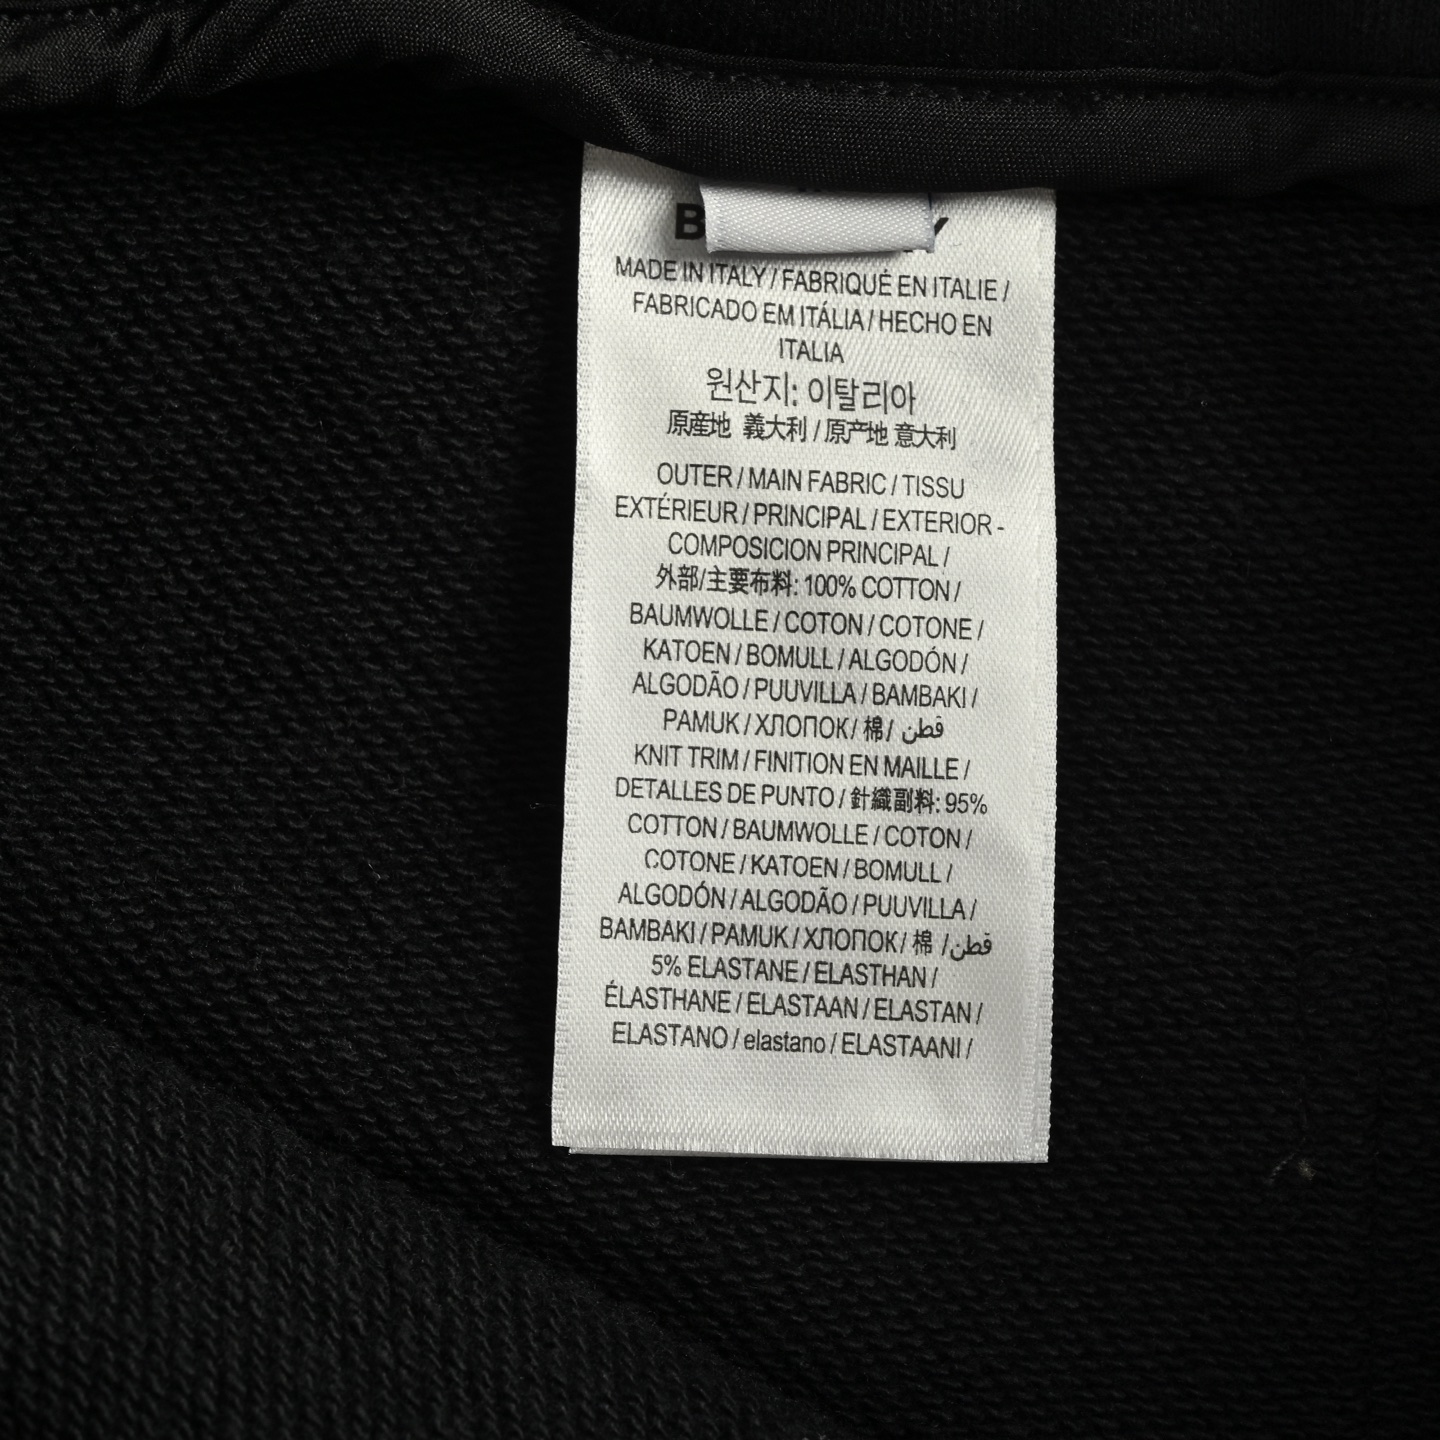 MADE IN ITALY / FABRIQUÉ EN ITALIE /
FABRICADO EM ITÁLIA / HECHO EN
ITALIA
원산지: 이탈리아
原産地 義大利 / 原产地 意大利
OUTER / MAIN FABRIC / TISSU
EXTÉRIEUR / PRINCIPAL / EXTERIOR -
COMPOSICION PRINCIPAL /
外部/主要布料: 100% COTTON /
BAUMWOLLE / COTON / COTONE /
KATOEN / BOMULL / ALGODÓN /
ALGODÃO / PUUVILLA / BAMBAKI /
PAMUK / ХЛОПОК / 棉 / قطن
KNIT TRIM / FINITION EN MAILLE /
DETALLES DE PUNTO / 針織副料: 95%
COTTON / BAUMWOLLE / COTON /
COTONE / KATOEN / BOMULL /
ALGODÓN / ALGODÃO / PUUVILLA /
BAMBAKI / PAMUK / ХЛОПОК / 棉 / قطن
5% ELASTANE / ELASTHAN /
ÉLASTHANE / ELASTAAN / ELASTAN /
ELASTANO / elastano / ELASTAANI /